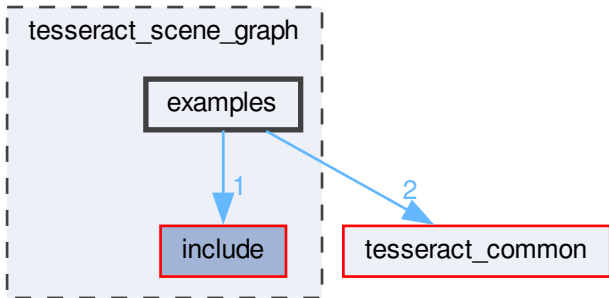 tesseract_scene_graph
examples
1
2
include
tesseract_common